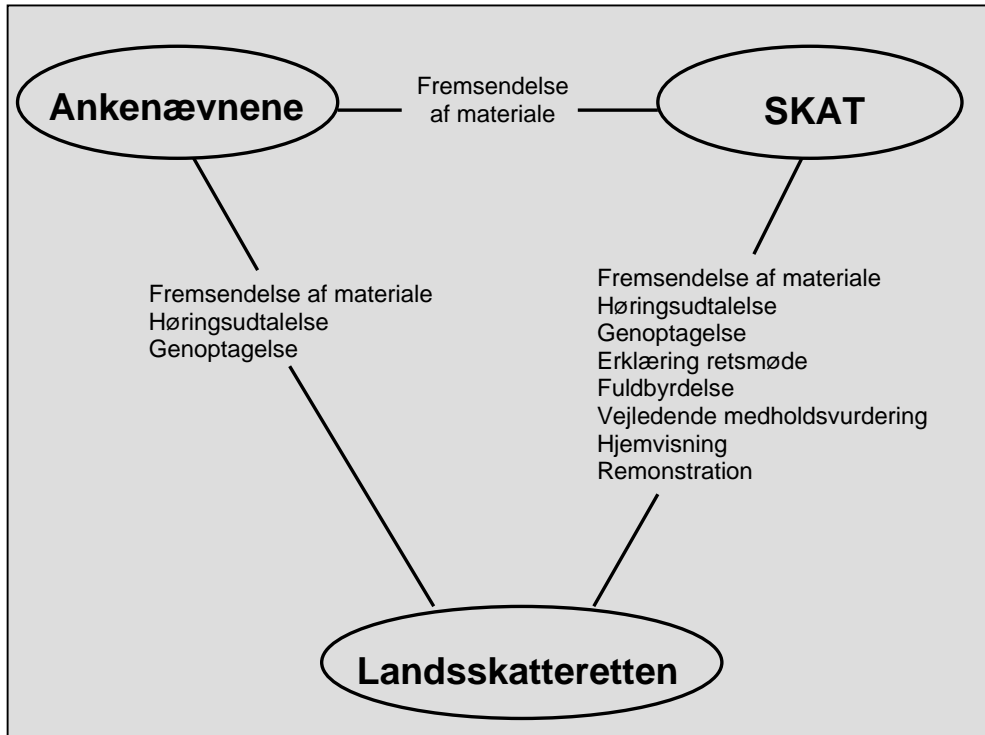 Ankenævnene
Fremsendelse
af materiale
SKAT
Fremsendelse af materiale
Høringsudtalelse
Genoptagelse
Fremsendelse af materiale
Høringsudtalelse
Genoptagelse
Erklæring retsmøde
Fuldbyrdelse
Vejledende medholdsvurdering
Hjemvisning
Remonstration
Landsskatteretten